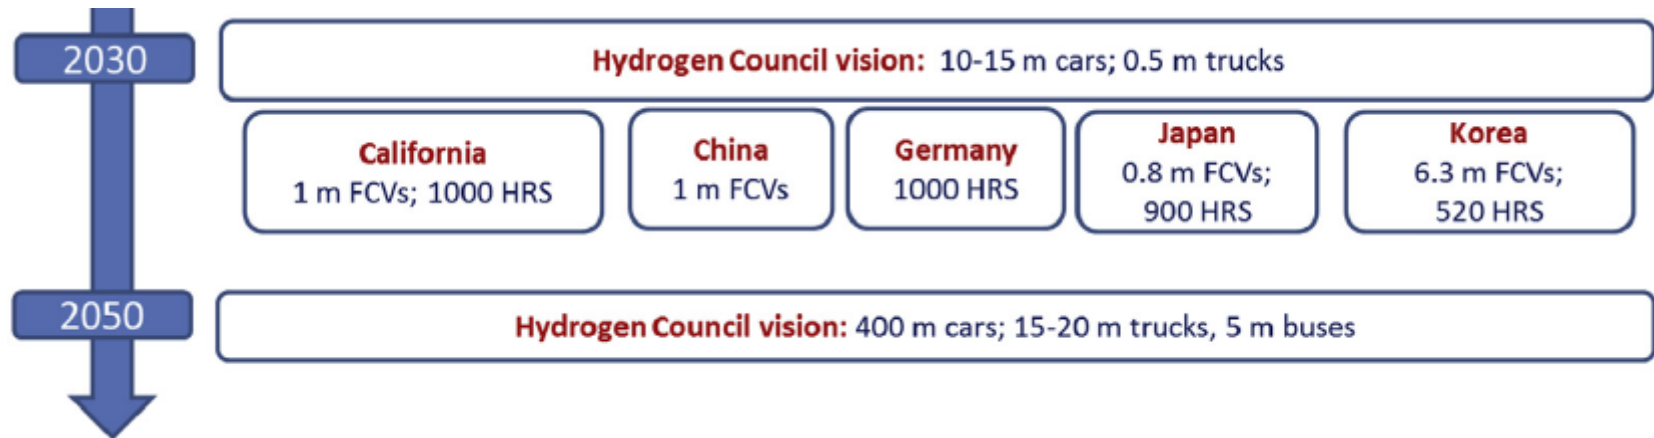 2030
Hydrogen Council vision: 10-15 m cars; 0.5 m trucks
California
1 m FCVs; 1000 HRS
China
1 m FCVs
Germany
1000 HRS
Japan
0.8 m FCVs;
900 HRS
Korea
6.3 m FCVs;
520 HRS
2050
Hydrogen Council vision: 400 m cars; 15-20 m trucks, 5 m buses